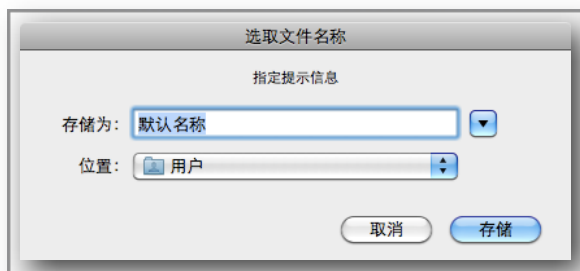 选取文件名称
指定提示信息
存储为: 默认名称
位置: 用户
取消 存储